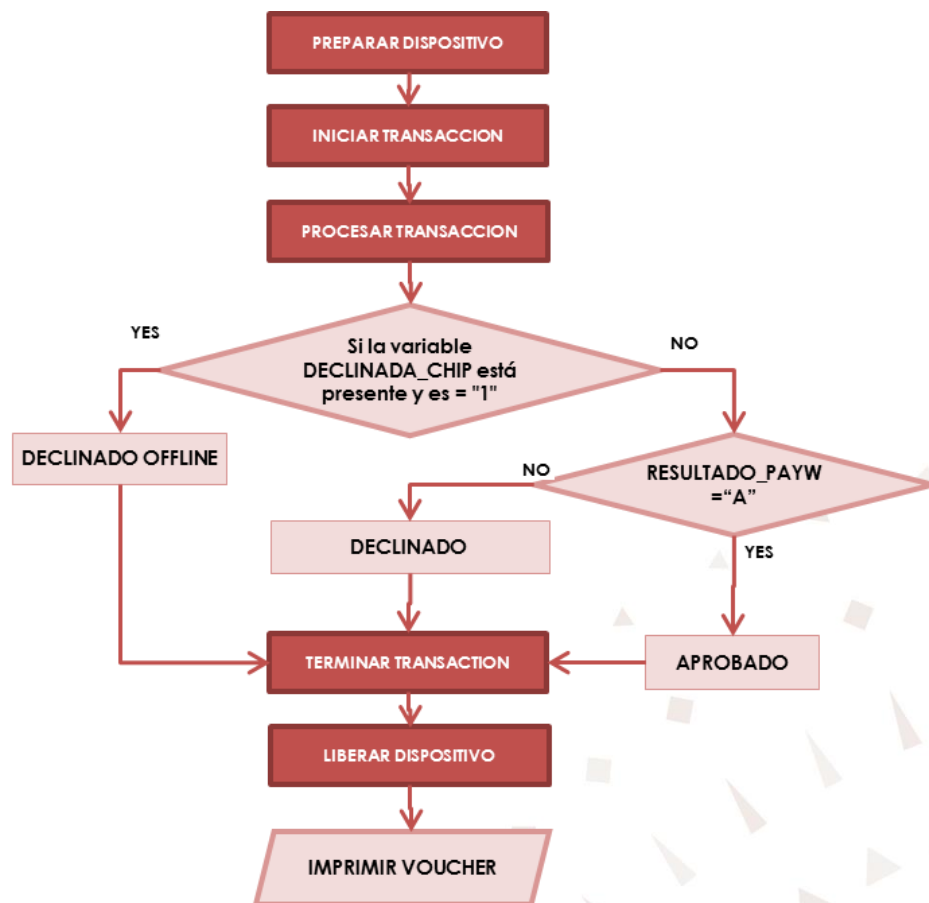 PREPARAR DISPOSITIVO
INICIAR TRANSACCION
PROCESAR TRANSACCION
YES
Si la variable
DECLINADA_CHIP está
presente y es = "1"
NO
DECLINADO OFFLINE
NO
RESULTADO_PAYW
=“A”
DECLINADO
YES
TERMINAR TRANSACTION
APROBADO
LIBERAR DISPOSITIVO
IMPRIMIR VOUCHER